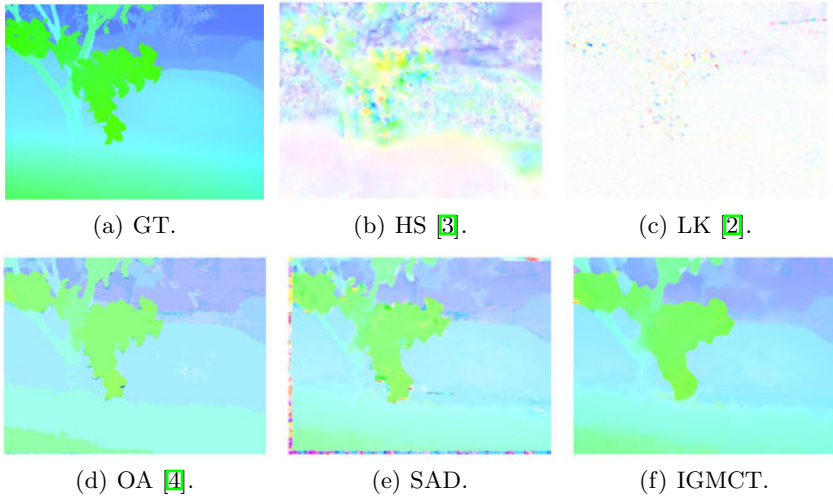 (a) GT.
(b) HS [3].
(c) LK [2].
(d) OA [4].
(e) SAD.
(f) IGMCT.